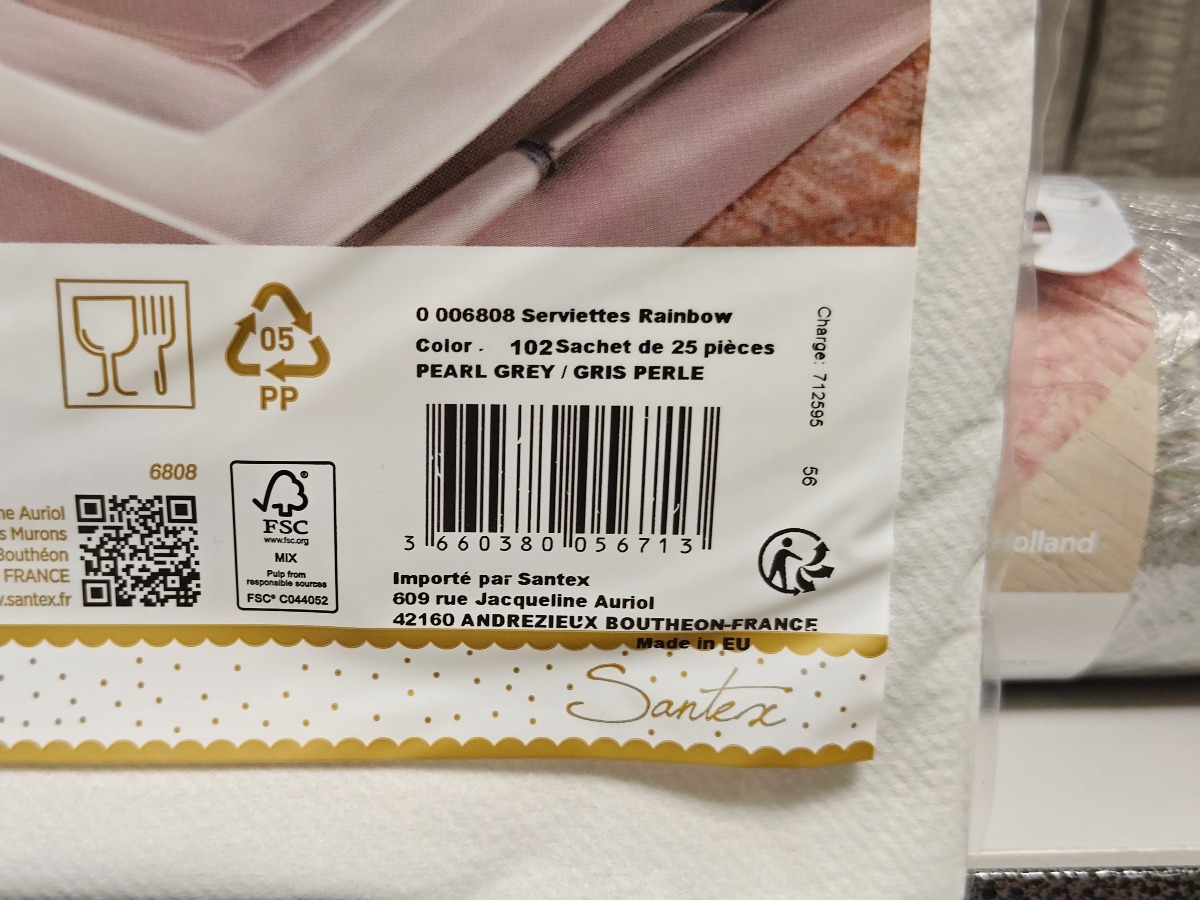 05
PP
0 006808 Serviettes Rainbow
Color . 102 Sachet de 25 pièces
PEARL GREY / GRIS PERLE
Charge: 712595 56
3 660380 056713
6808
ne Auriol
s Murons
Bouthéon
FRANCE
.santex.fr
FSC®
www.fsc.org
MIX
Pulp from
responsible sources
FSC® C044052
Importé par Santex
609 rue Jacqueline Auriol
42160 ANDREZIEUX BOUTHEON-FRANCE
Made in EU
Santex
olland